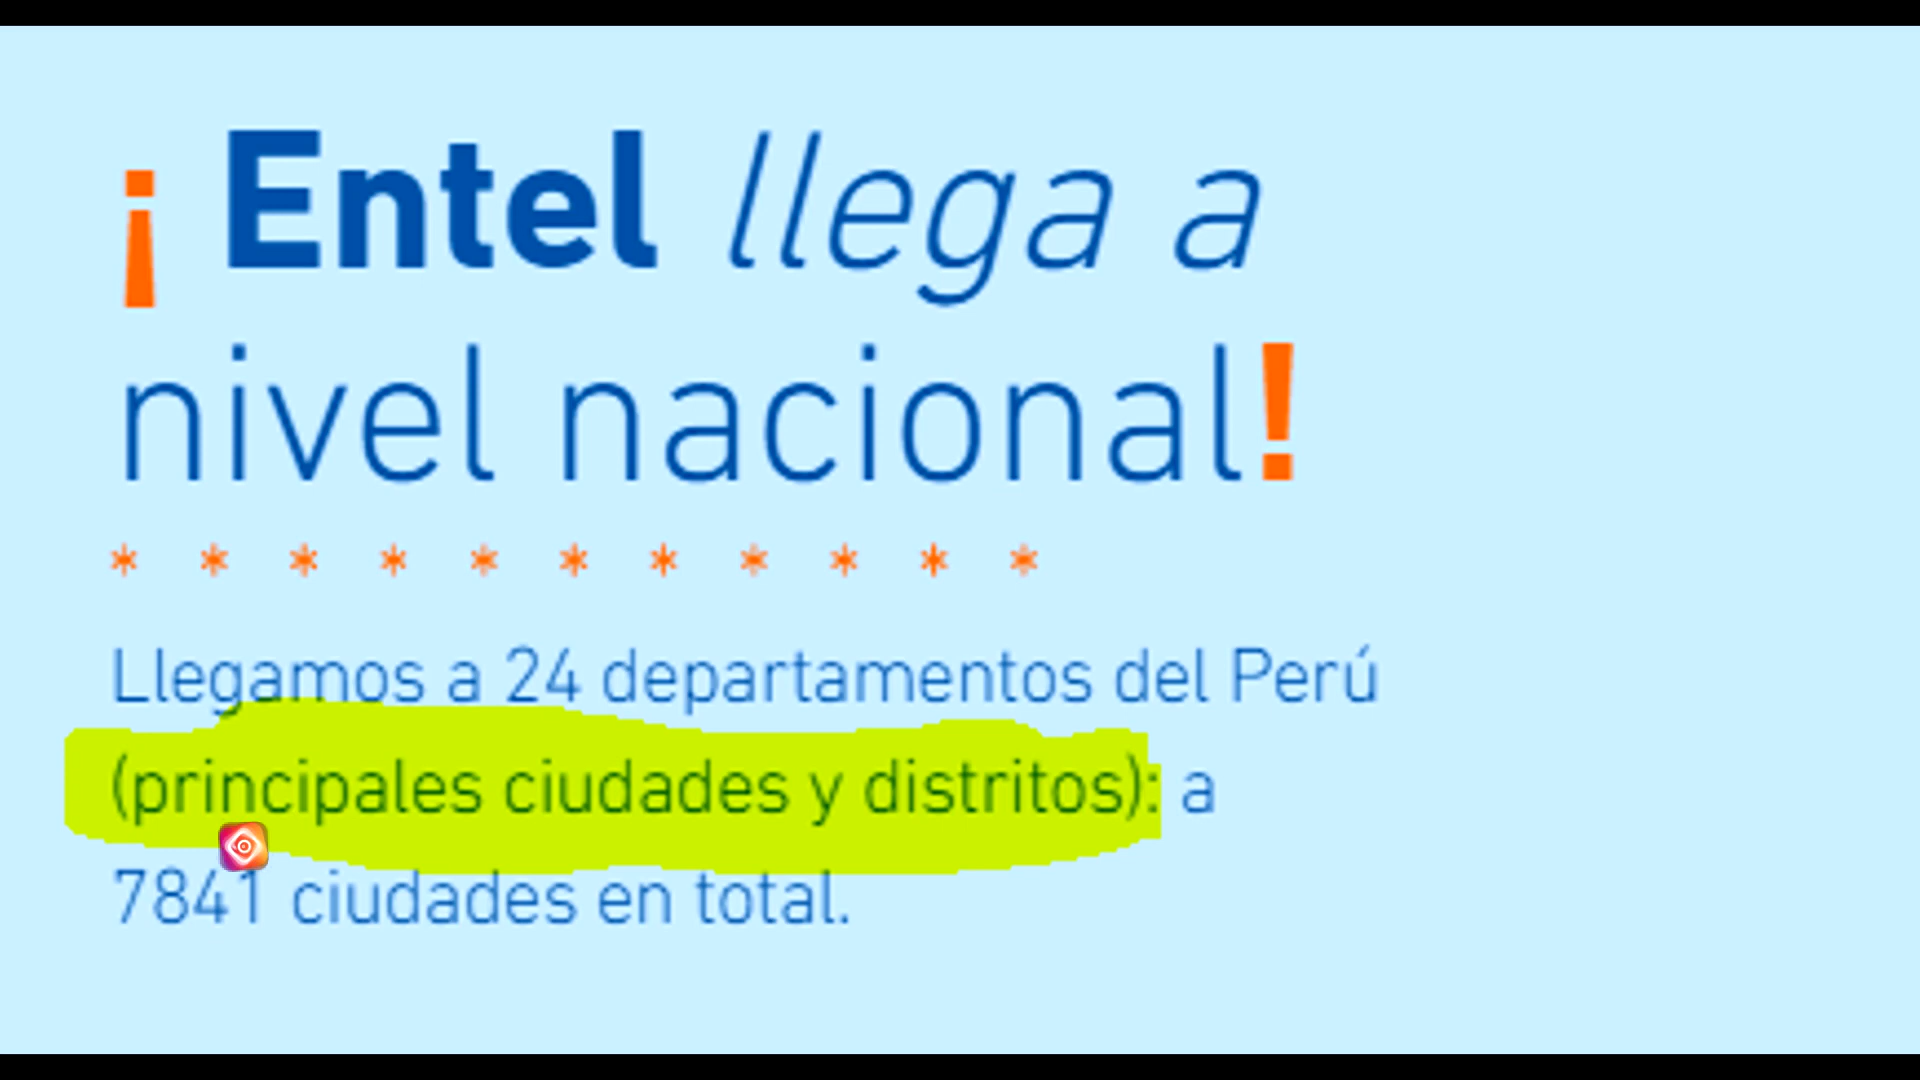 ¡ Entel llega a
nivel nacional!
* * * * * * * * * * *
Llegamos a 24 departamentos del Perú
(principales ciudades y distritos): a
7841 ciudades en total.